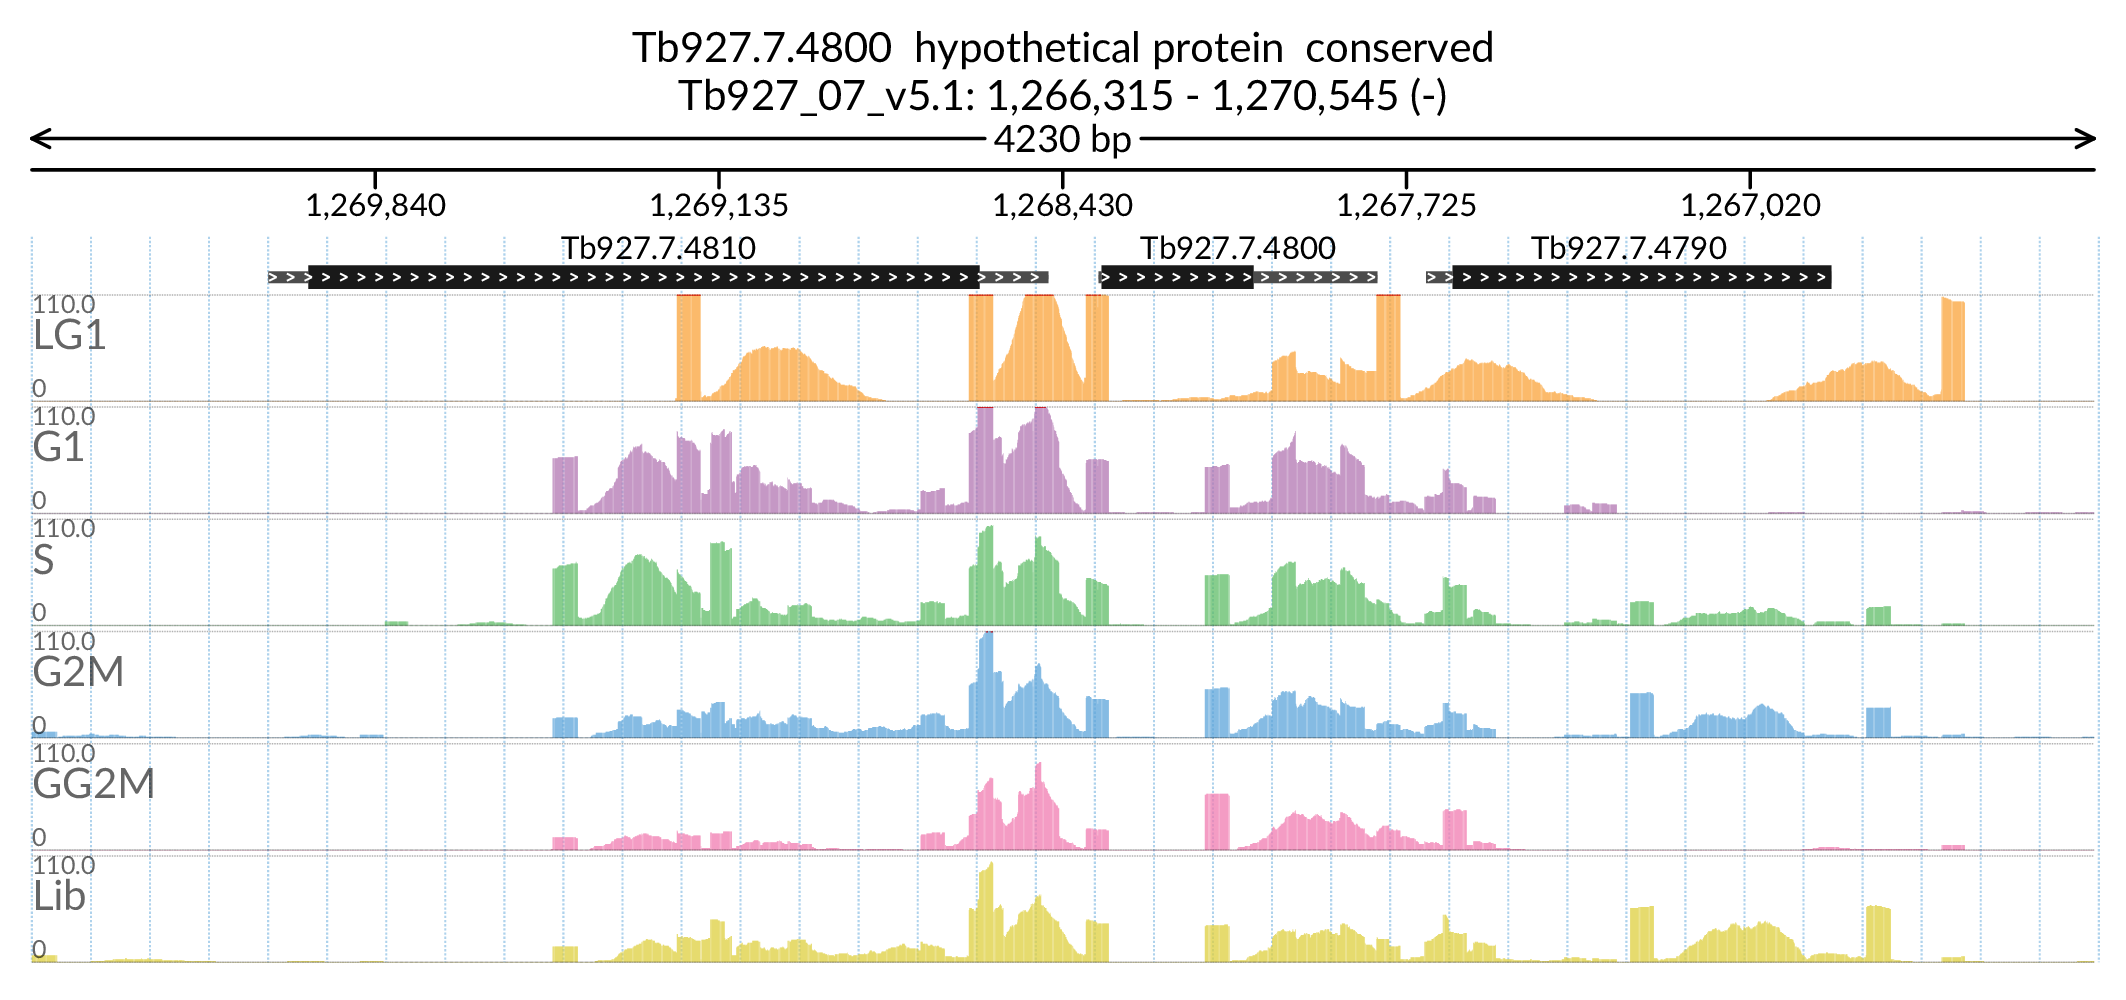 Tb927.7.4800  hypothetical protein  conserved
Tb927_07_v5.1: 1,266,315 - 1,270,545 (-)
4230 bp
1,269,840 1,269,135 1,268,430 1,267,725 1,267,020
Tb927.7.4810 Tb927.7.4800 Tb927.7.4790
110.0
LG1
0
110.0
G1
0
110.0
S
0
110.0
G2M
0
110.0
GG2M
0
110.0
Lib
0